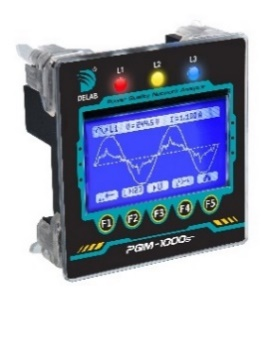 L1 L2 L3
DELAB
Power Quality Network Analyzer
F1 F2 F3 F4 F5
PQM-1000s